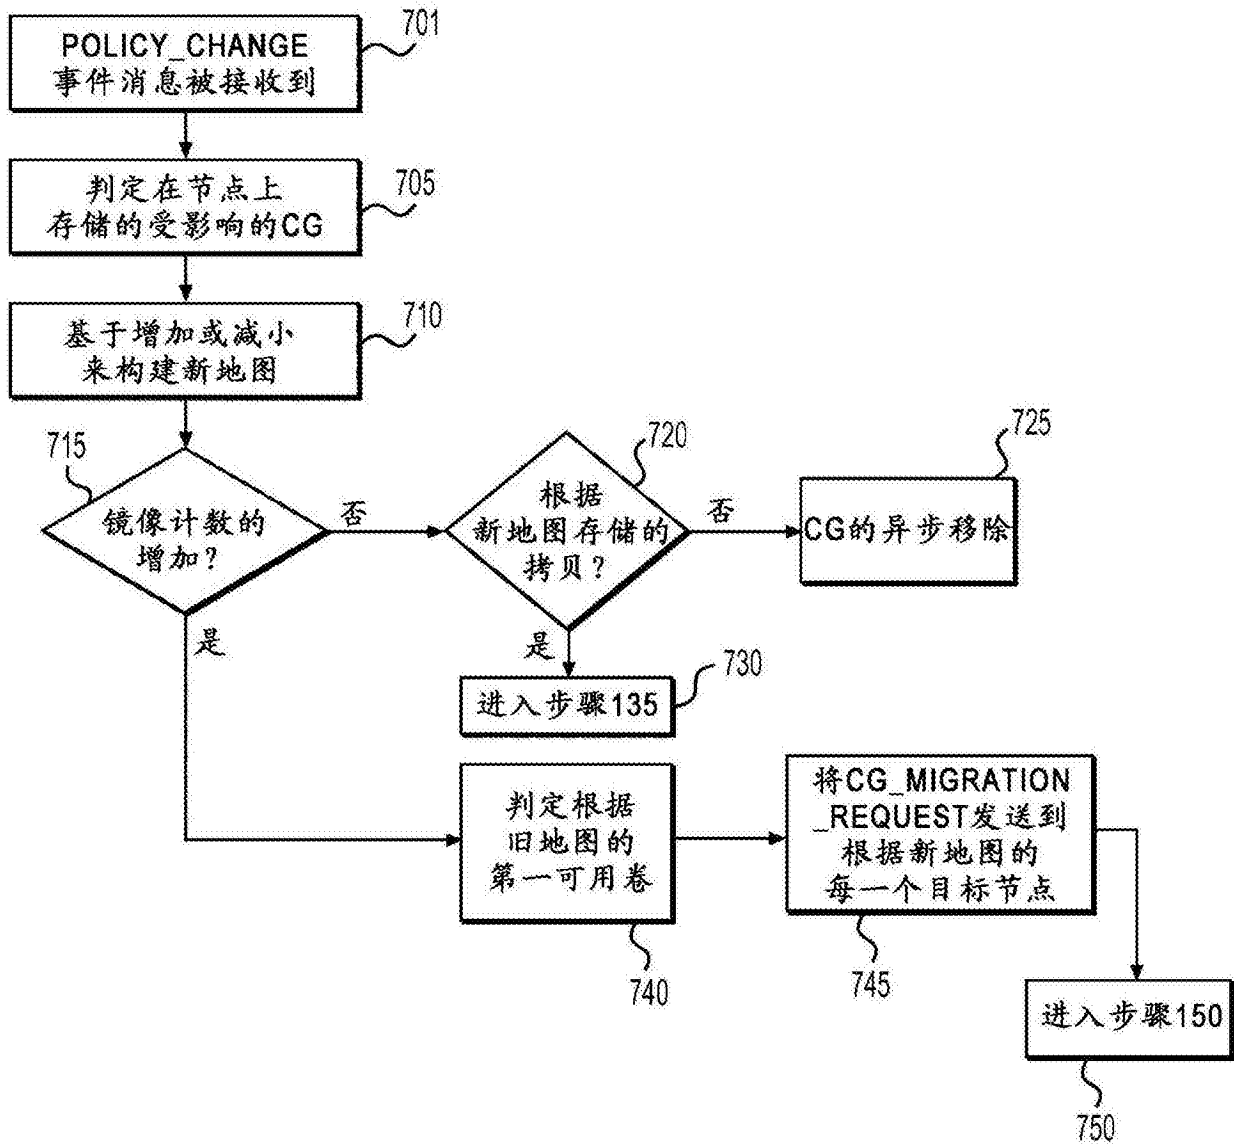 POLICY_CHANGE
事件消息被接收到
701
判定在节点上
存储的受影响的CG
705
基于增加或减小
来构建新地图
710
715
镜像计数的
增加?
否
是
720
根据
新地图存储的
拷贝?
否
是
725
CG的异步移除
730
进入步骤135
判定根据
旧地图的
第一可用卷
740
将CG_MIGRATION
_REQUEST发送到
根据新地图的
每一个目标节点
745
进入步骤150
750